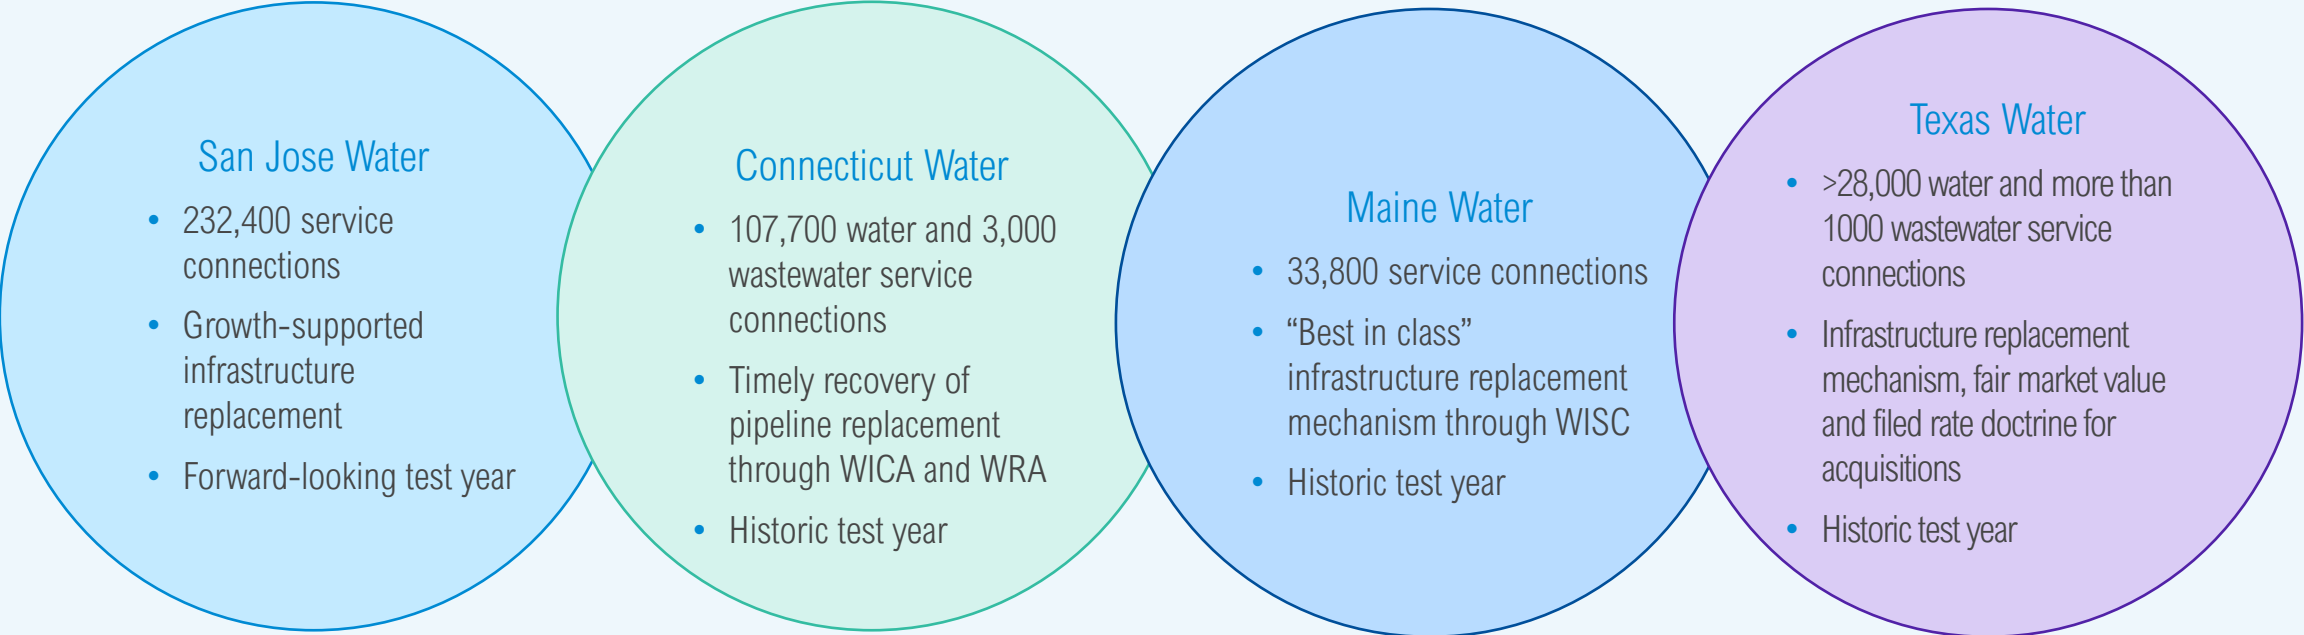 San Jose Water
• 232,400 service
connections
• Growth-supported
infrastructure
replacement
• Forward-looking test year
Connecticut Water
• 107,700 water and 3,000
wastewater service
connections
• Timely recovery of
pipeline replacement
through WICA and WRA
• Historic test year
Maine Water
• 33,800 service connections
• “Best in class”
infrastructure replacement
mechanism through WISC
• Historic test year
Texas Water
• >28,000 water and more than
1000 wastewater service
connections
• Infrastructure replacement
mechanism, fair market value
and filed rate doctrine for
acquisitions
• Historic test year